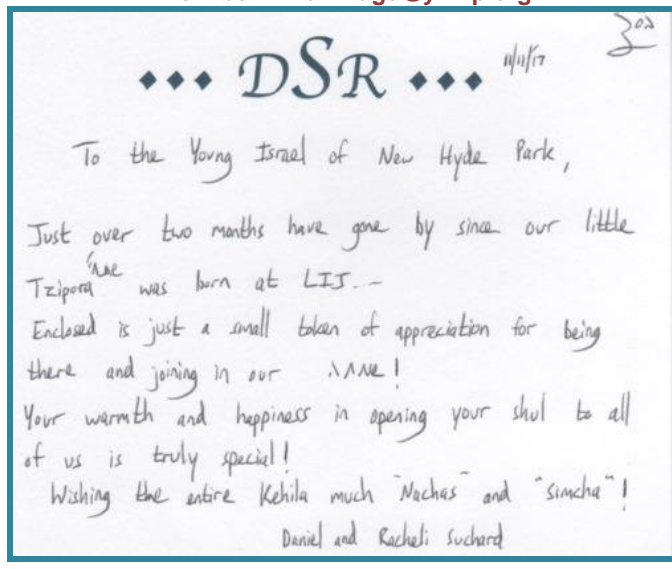 בס"ד
DSR 11/11/17
To the Young Israel of New Hyde Park,
Just over two months have gone by since our little
Tzipora שתחי' was born at LIJ.-
Enclosed is just a small token of appreciation for being
there and joining in our שמחה!
Your warmth and happiness in opening your shul to all
of us is truly special!
Wishing the entire Kehila much "Nachas" and "Simcha"!
Daniel and Racheli Suchard